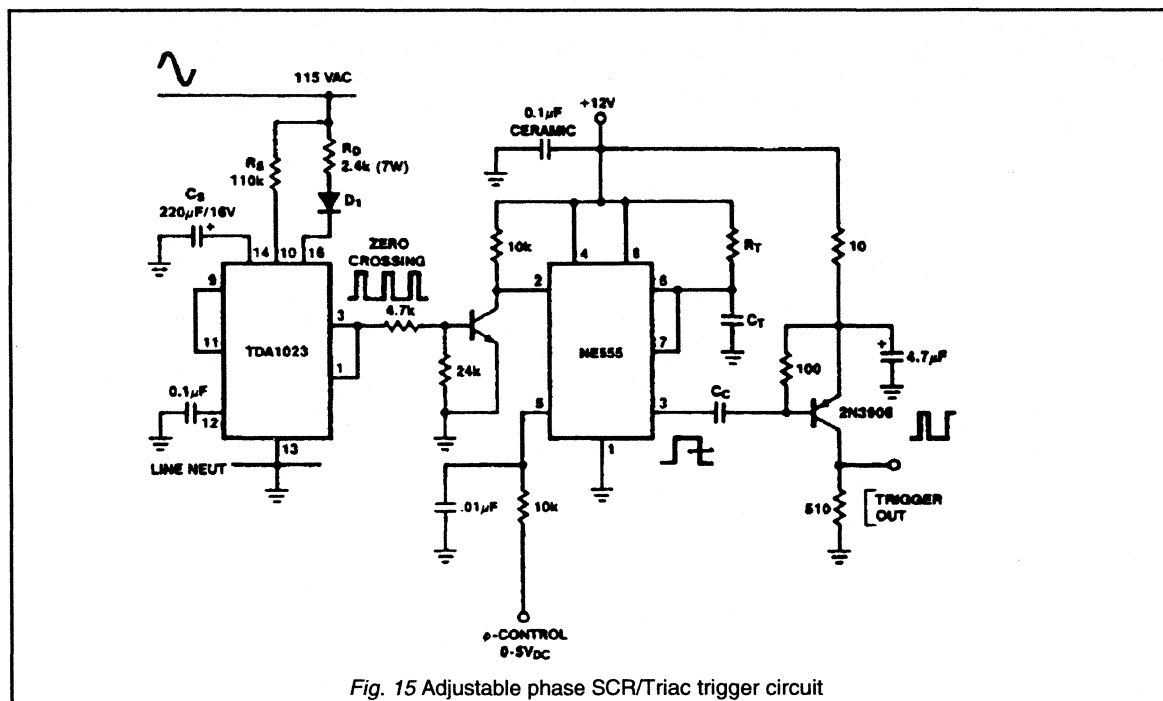 115 VAC
RS
110k
RD
2.4k (7W)
D1
CS
220µF/16V
+
14
10
16
9
11
TDA1023
3
1
0.1µF
12
13
LINE NEUT
ZERO
CROSSING
4.7k
24k
0.1µF
CERAMIC
+12V
10k
4
8
2
6
7
NE555
5
3
1
RT
CT
CC
.01µF
10k
φ-CONTROL
0-5VDC
10
100
+
4.7µF
2N3906
510
TRIGGER
OUT
Fig. 15 Adjustable phase SCR/Triac trigger circuit